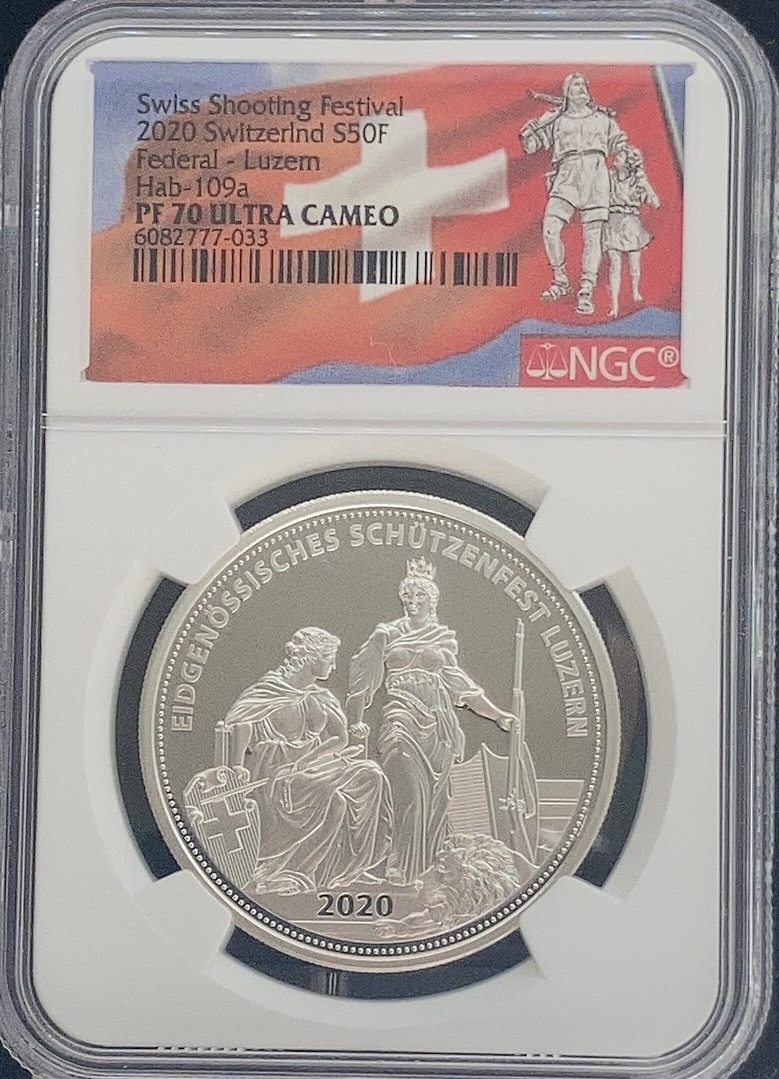 Swiss Shooting Festival
2020 Switzerlnd S50F
Federal - Luzern
Hab-109a
PF 70 ULTRA CAMEO
6082777-033
NGC®
EIDGENÖSSISCHES SCHÜTZENFEST LUZERN
2020